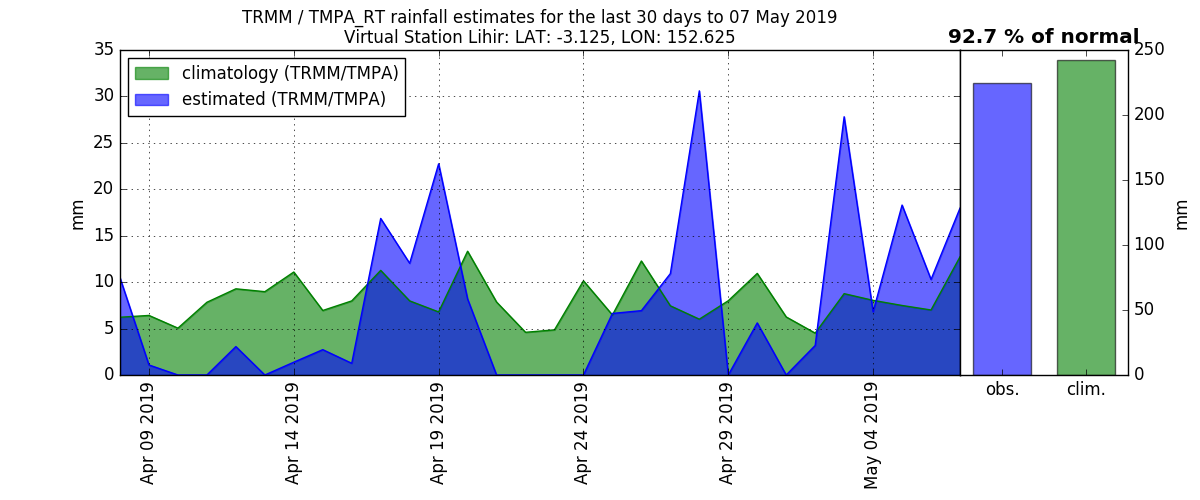 TRMM / TMPA_RT rainfall estimates for the last 30 days to 07 May 2019
Virtual Station Lihir: LAT: -3.125, LON: 152.625
92.7 % of normal
climatology (TRMM/TMPA)
estimated (TRMM/TMPA)
35
30
25
20
15
10
5
0
mm
Apr 09 2019
Apr 14 2019
Apr 19 2019
Apr 24 2019
Apr 29 2019
May 04 2019
obs.
clim.
250
200
150
100
50
0
mm